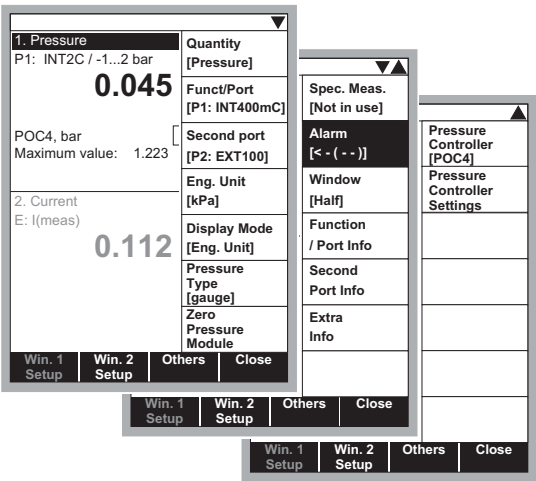 1. Pressure
P1: INT2C / -1...2 bar
0.045
POC4, bar
Maximum value: 1.223
2. Current
E: I(meas)
0.112
Quantity
[Pressure]
Funct/Port
[P1: INT400mC]
Second port
[P2: EXT100]
Eng. Unit
[kPa]
Display Mode
[Eng. Unit]
Pressure
Type
[gauge]
Zero
Pressure
Module
Win. 1 Win. 2 Others Close
Setup Setup
Spec. Meas.
[Not in use]
Alarm
[< - ( - - )]
Window
[Half]
Function
/ Port Info
Second
Port Info
Extra
Info
Win. 1 Win. 2 Others Close
Setup Setup
Pressure
Controller
[POC4]
Pressure
Controller
Settings
Win. 1 Win. 2 Others Close
Setup Setup